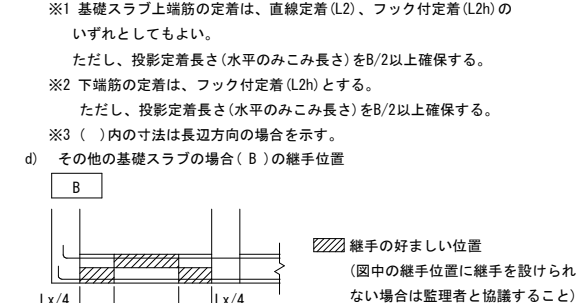 ※1 基礎スラブ上端筋の定着は、直線定着(L2)、フック付定着(L2h)の
いずれとしてもよい。
ただし、投影定着長さ(水平のみこみ長さ)をB/2以上確保する。
※2 下端筋の定着は、フック付定着(L2h)とする。
ただし、投影定着長さ(水平のみこみ長さ)をB/2以上確保する。
※3 ( )内の寸法は長辺方向の場合を示す。
d) その他の基礎スラブの場合( B )の継手位置
B
継手の好ましい位置
(図中の継手位置に継手を設けられ
ない場合は監理者と協議すること)
Lx/4 Lx/4